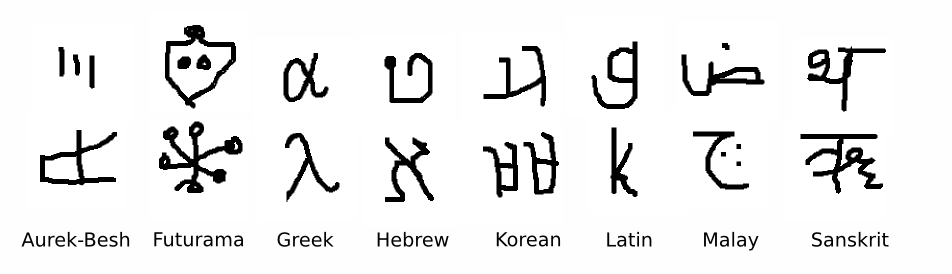 α ט g ض थ
λ א ㅃ k چ ऋ
Aurek-Besh Futurama Greek Hebrew Korean Latin Malay Sanskrit